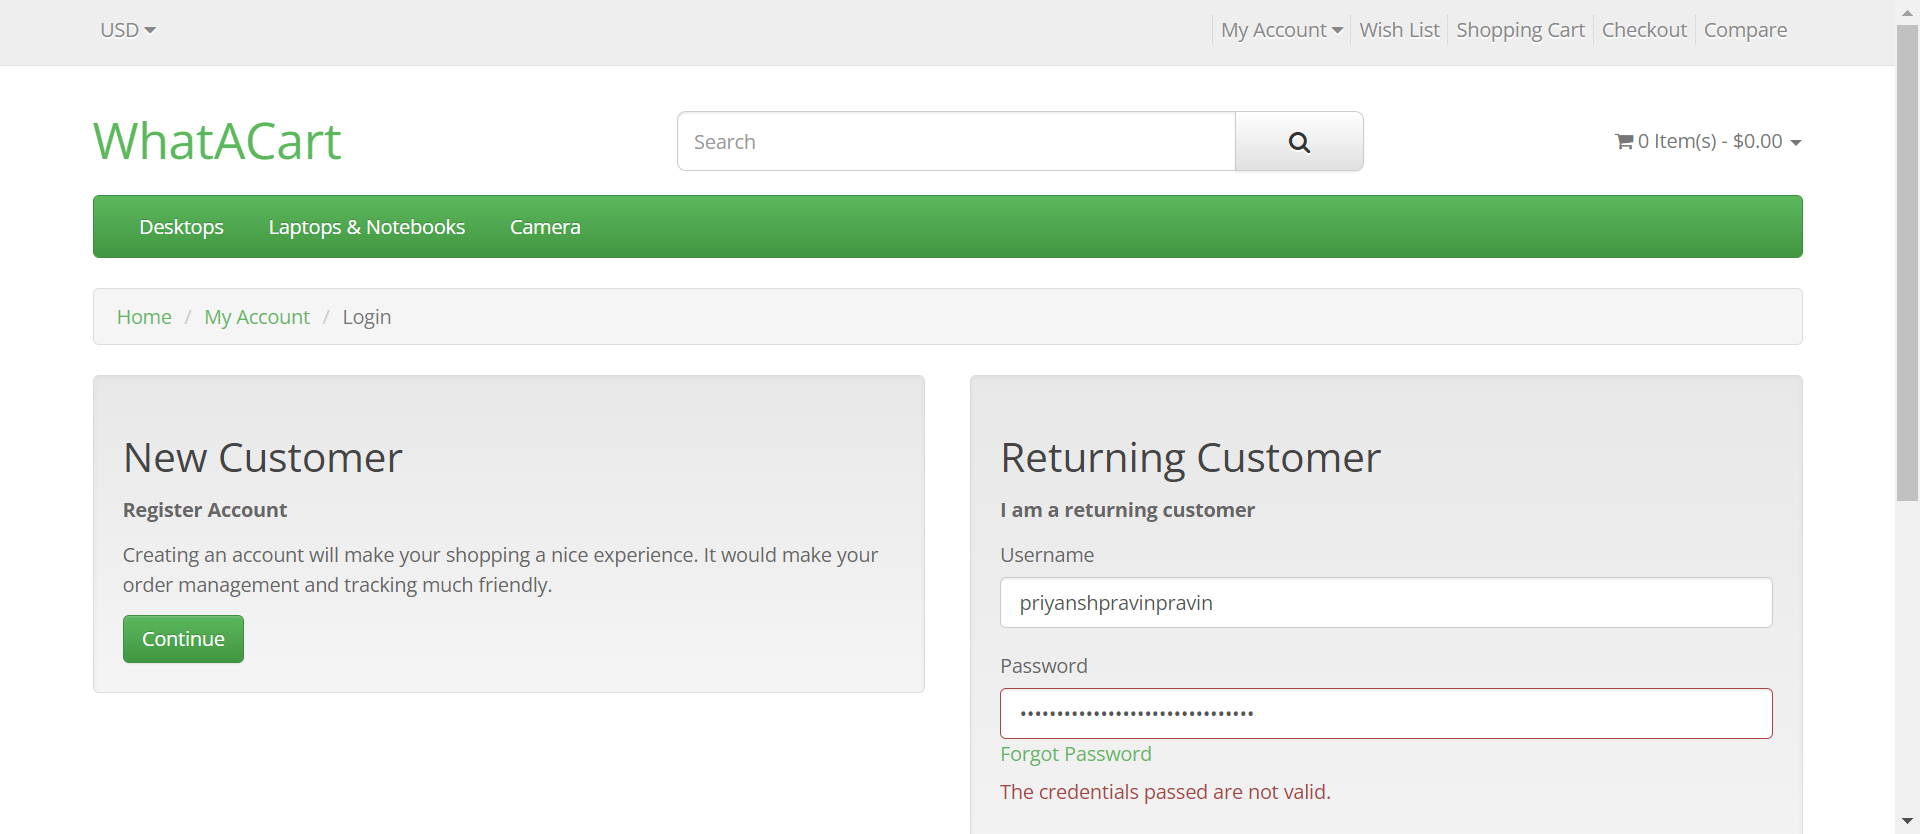 USD
My Account
Wish List
Shopping Cart
Checkout
Compare
WhatACart
Search
0 Item(s) - $0.00
Desktops
Laptops & Notebooks
Camera
Home / My Account / Login
New Customer
Register Account
Creating an account will make your shopping a nice experience. It would make your
order management and tracking much friendly.
Continue
Returning Customer
I am a returning customer
Username
priyanshpravinpravin
Password
••••••••••••••••••••••••••••••••
Forgot Password
The credentials passed are not valid.